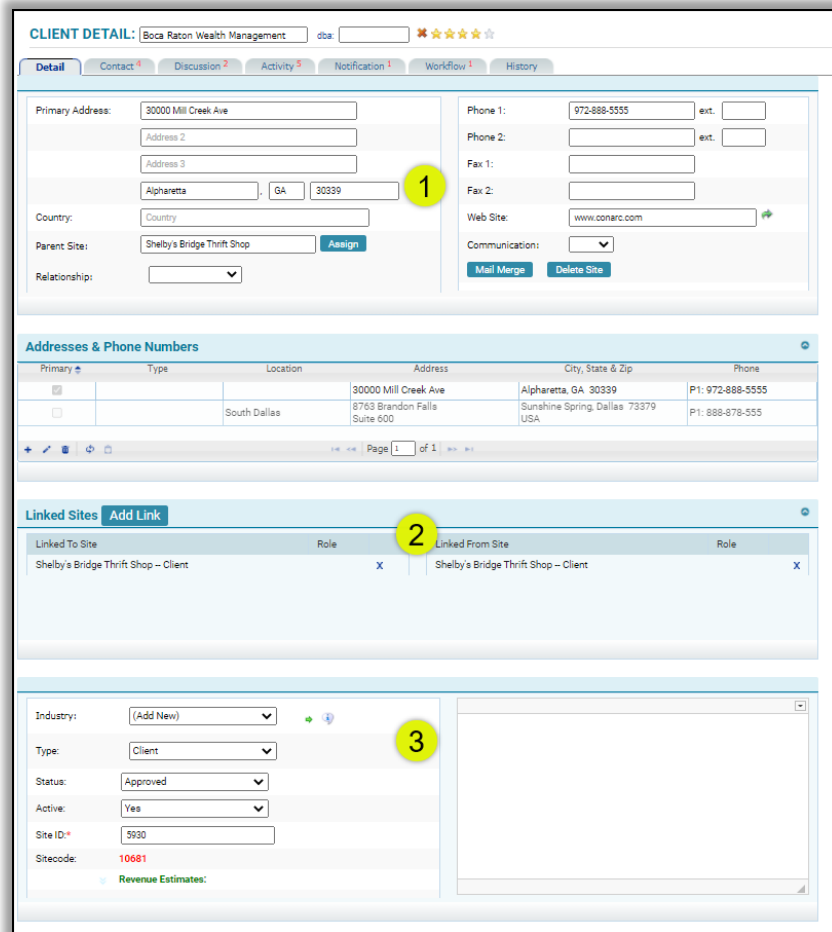 CLIENT DETAIL: Boca Raton Wealth Management dba:
Detail Contact 4 Discussion 2 Activity 5 Notification 1 Workflow 1 History
Primary Address: 30000 Mill Creek Ave Phone 1: 972-888-5555 ext.
Address 2 Phone 2: ext.
Address 3 Fax 1:
Alpharetta , GA 30339 1 Fax 2:
Country: Country Web Site: www.conarc.com
Parent Site: Shelby's Bridge Thrift Shop Assign Communication:
Relationship: Mail Merge Delete Site
Addresses & Phone Numbers
Primary Type Location Address City, State & Zip Phone
30000 Mill Creek Ave Alpharetta, GA 30339 P1: 972-888-5555
South Dallas 8763 Brandon Falls Sunshine Spring, Dallas 73379 P1: 888-878-555
Suite 600 USA
Page 1 of 1
Linked Sites Add Link
2
Linked To Site Role Linked From Site Role
Shelby's Bridge Thrift Shop -- Client X Shelby's Bridge Thrift Shop -- Client X
Industry: (Add New)
3
Type: Client
Status: Approved
Active: Yes
Site ID:* 5930
Sitecode: 10681
Revenue Estimates: